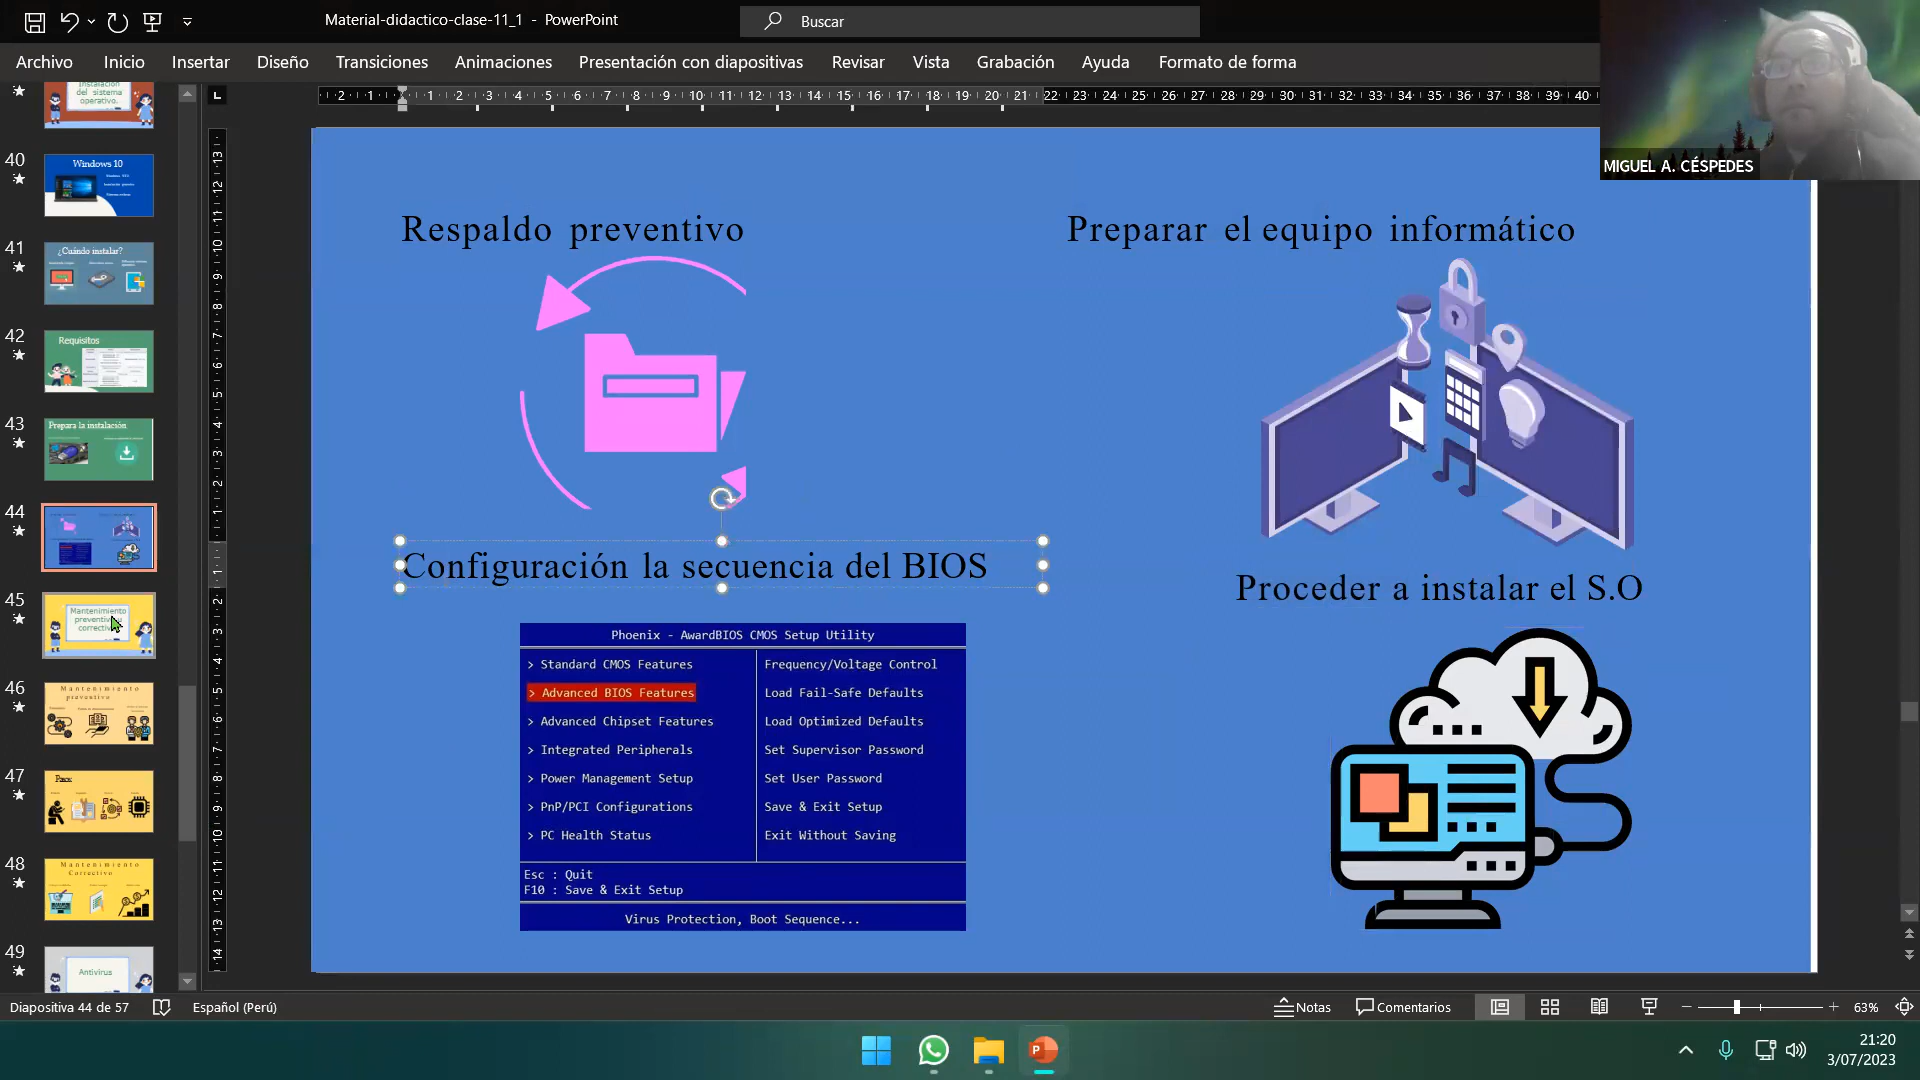 Material-didactico-clase-11_1 - PowerPoint
Buscar
Archivo
Inicio
Insertar
Diseño
Transiciones
Animaciones
Presentación con diapositivas
Revisar
Vista
Grabación
Ayuda
Formato de forma
MIGUEL A. CÉSPEDES
Instalación
del sistema
operativo.
40
Windows 10
41
¿Cuándo instalar?
42
Requisitos
43
Prepara la instalación
44
45
Mantenimiento
preventivo y
correctivo
46
Mantenimiento
preventivo
47
Pasos:
48
Mantenimiento
Correctivo
49
Antivirus
Respaldo preventivo
Preparar el equipo informático
Configuración la secuencia del BIOS
Proceder a instalar el S.O
Phoenix - AwardBIOS CMOS Setup Utility
> Standard CMOS Features
> Advanced BIOS Features
> Advanced Chipset Features
> Integrated Peripherals
> Power Management Setup
> PnP/PCI Configurations
> PC Health Status
Frequency/Voltage Control
Load Fail-Safe Defaults
Load Optimized Defaults
Set Supervisor Password
Set User Password
Save & Exit Setup
Exit Without Saving
Esc : Quit
F10 : Save & Exit Setup
Virus Protection, Boot Sequence...
Diapositiva 44 de 57
Español (Perú)
Notas
Comentarios
63%
21:20
3/07/2023